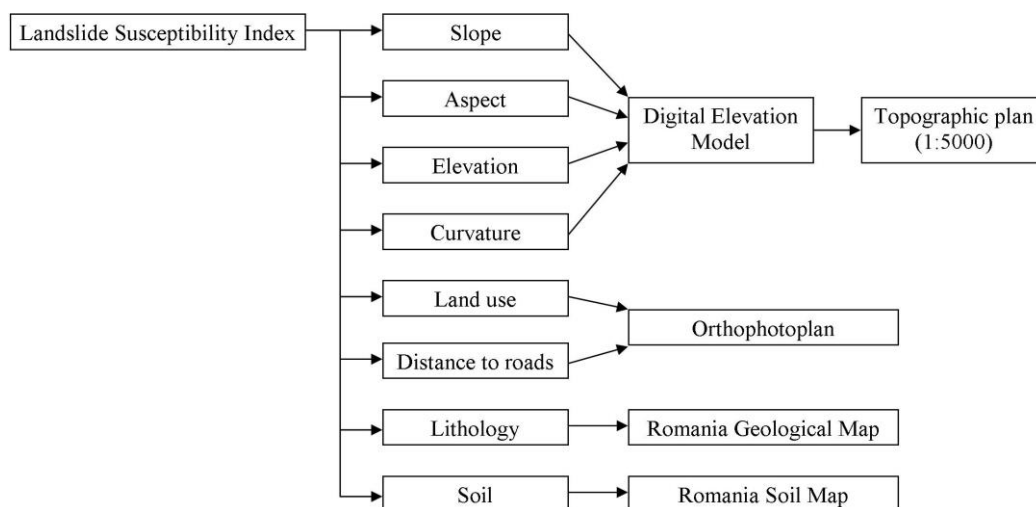 Landslide Susceptibility Index
Slope
Aspect
Elevation
Curvature
Land use
Distance to roads
Lithology
Soil
Digital Elevation
Model
Orthophotoplan
Romania Geological Map
Romania Soil Map
Topographic plan
(1:5000)